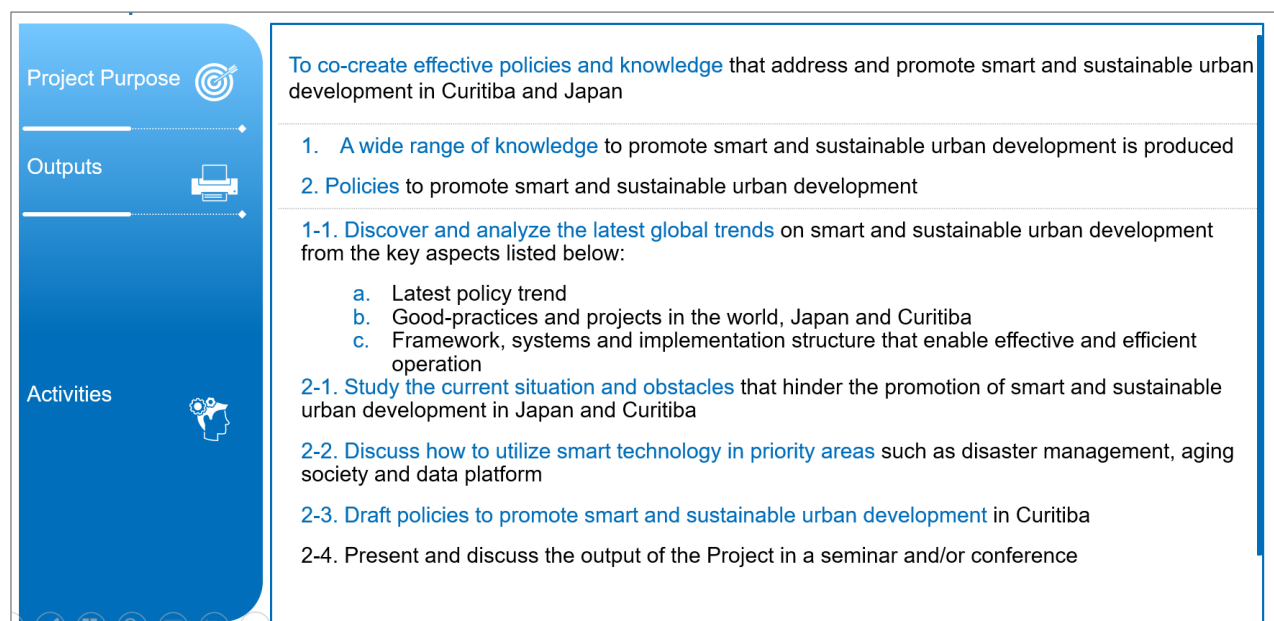 Project Purpose
To co-create effective policies and knowledge that address and promote smart and sustainable urban
development in Curitiba and Japan
Outputs
1. A wide range of knowledge to promote smart and sustainable urban development is produced
2. Policies to promote smart and sustainable urban development
Activities
1-1. Discover and analyze the latest global trends on smart and sustainable urban development
from the key aspects listed below:
a. Latest policy trend
b. Good-practices and projects in the world, Japan and Curitiba
c. Framework, systems and implementation structure that enable effective and efficient
operation
2-1. Study the current situation and obstacles that hinder the promotion of smart and sustainable
urban development in Japan and Curitiba
2-2. Discuss how to utilize smart technology in priority areas such as disaster management, aging
society and data platform
2-3. Draft policies to promote smart and sustainable urban development in Curitiba
2-4. Present and discuss the output of the Project in a seminar and/or conference